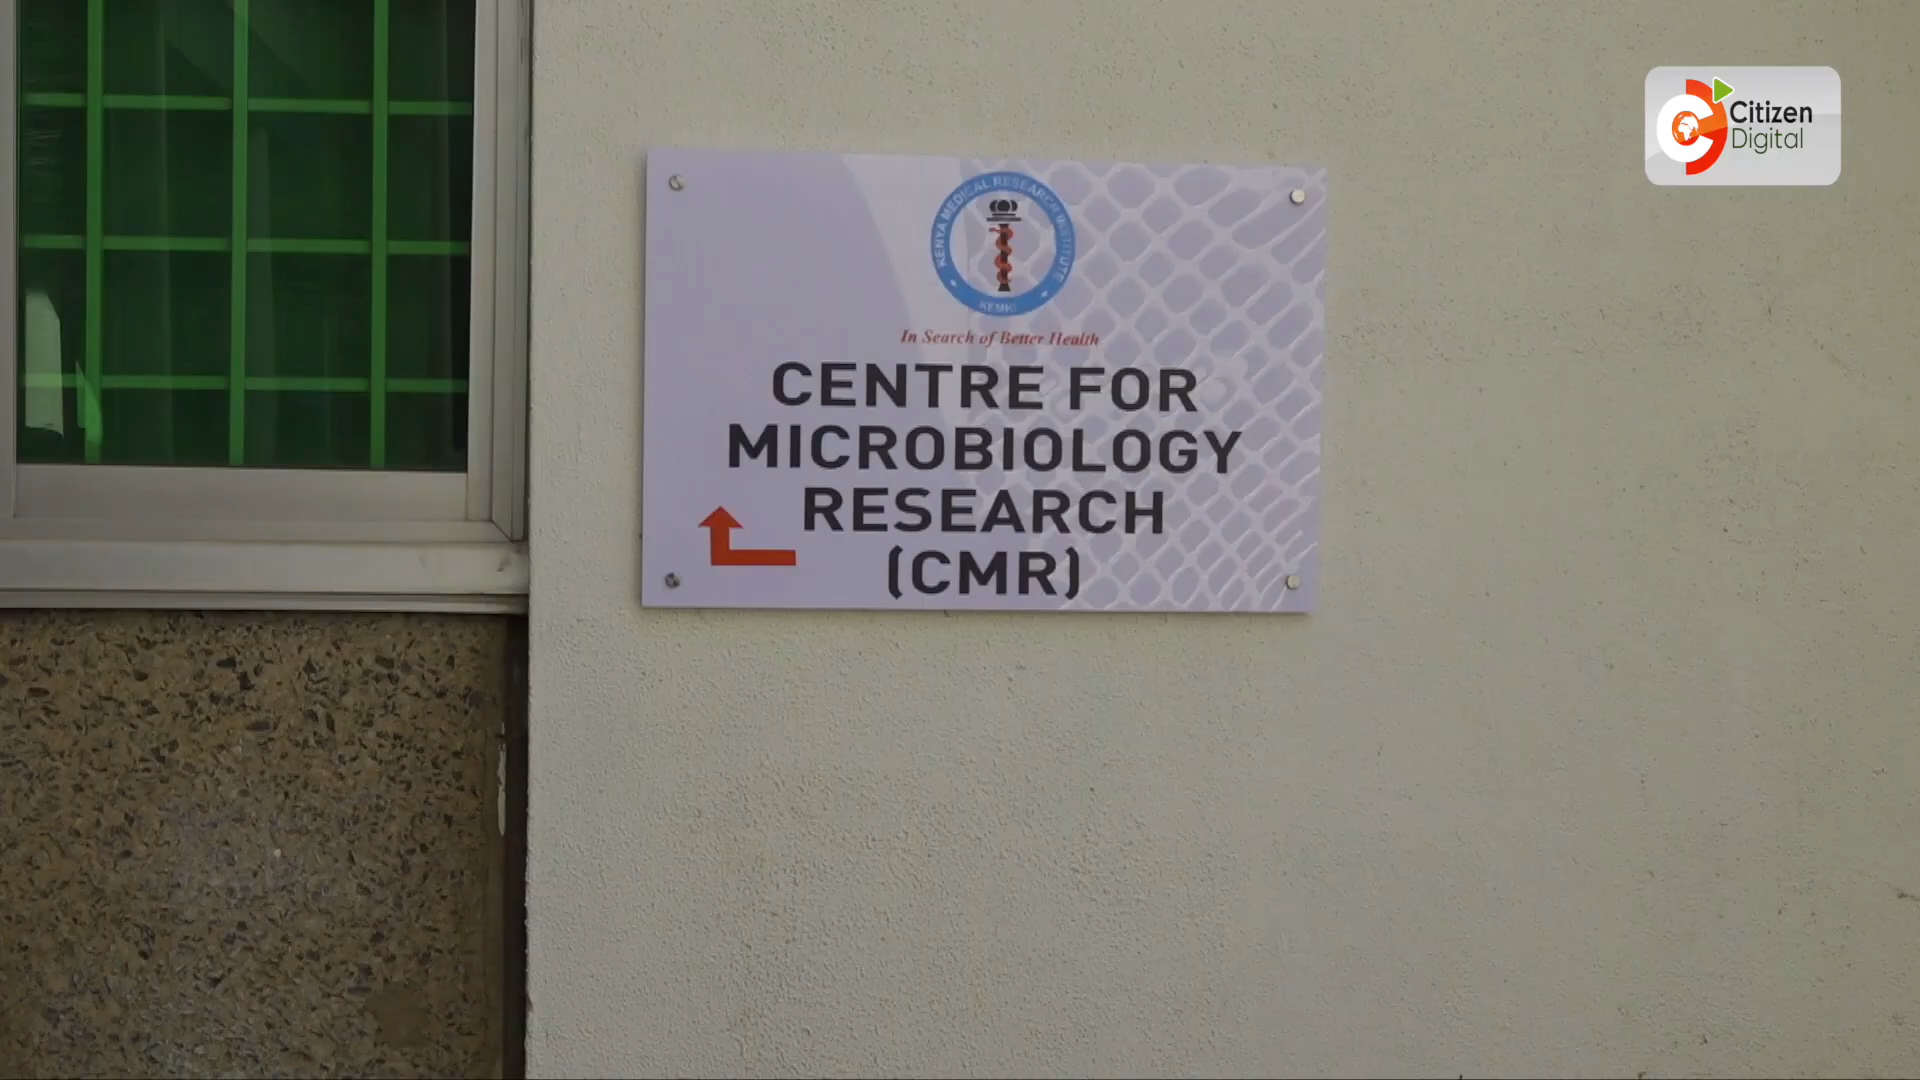 Citizen
Digital
KENYA MEDICAL RESEARCH INSTITUTE
KEMRI
In Search of Better Health
CENTRE FOR
MICROBIOLOGY
RESEARCH
(CMR)